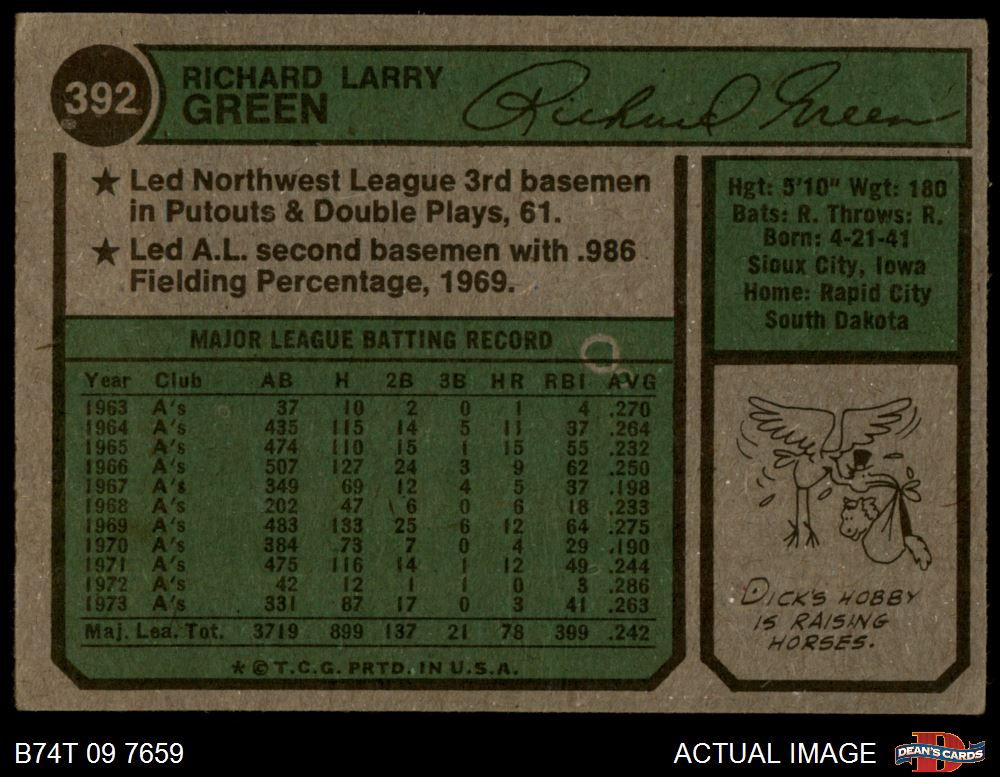 392
RICHARD LARRY
GREEN
Richard Green
★ Led Northwest League 3rd basemen
in Putouts & Double Plays, 61.
★ Led A.L. second basemen with .986
Fielding Percentage, 1969.
Hgt: 5'10" Wgt: 180
Bats: R. Throws: R.
Born: 4-21-41
Sioux City, Iowa
Home: Rapid City
South Dakota
MAJOR LEAGUE BATTING RECORD
Year Club AB H 2B 3B HR RBI AVG
1963 A's 37 10 2 0 1 4 .270
1964 A's 435 115 14 5 11 37 .264
1965 A's 474 110 15 1 15 55 .232
1966 A's 507 127 24 3 9 62 .250
1967 A's 349 69 12 4 5 37 .198
1968 A's 202 47 6 0 6 18 .233
1969 A's 483 133 25 6 12 64 .275
1970 A's 384 73 7 0 4 29 .190
1971 A's 475 116 14 1 12 49 .244
1972 A's 42 12 1 1 0 3 .286
1973 A's 331 87 17 0 3 41 .263
Maj. Lea. Tot. 3719 899 137 21 78 399 .242
* © T.C.G. PRTD. IN U.S.A.
DICK'S HOBBY
IS RAISING
HORSES.
B74T 09 7659
ACTUAL IMAGE
DEAN'S CARDS